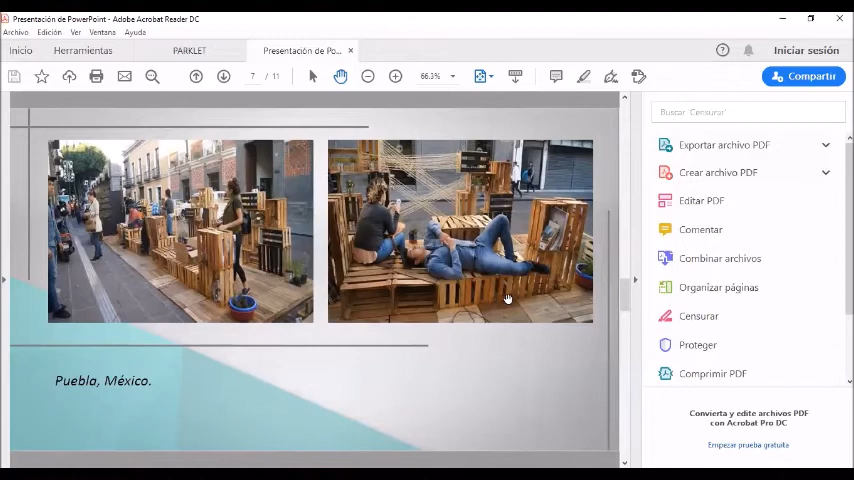 Presentación de PowerPoint - Adobe Acrobat Reader DC
Archivo Edición Ver Ventana Ayuda
Inicio Herramientas PARKLET Presentación de Po... × Iniciar sesión
7 / 11 66.3% Compartir
Buscar 'Censurar'
Exportar archivo PDF
Crear archivo PDF
Editar PDF
Comentar
Combinar archivos
Organizar páginas
Censurar
Proteger
Comprimir PDF
Puebla, México.
Convierta y edite archivos PDF
con Acrobat Pro DC
Empezar prueba gratuita